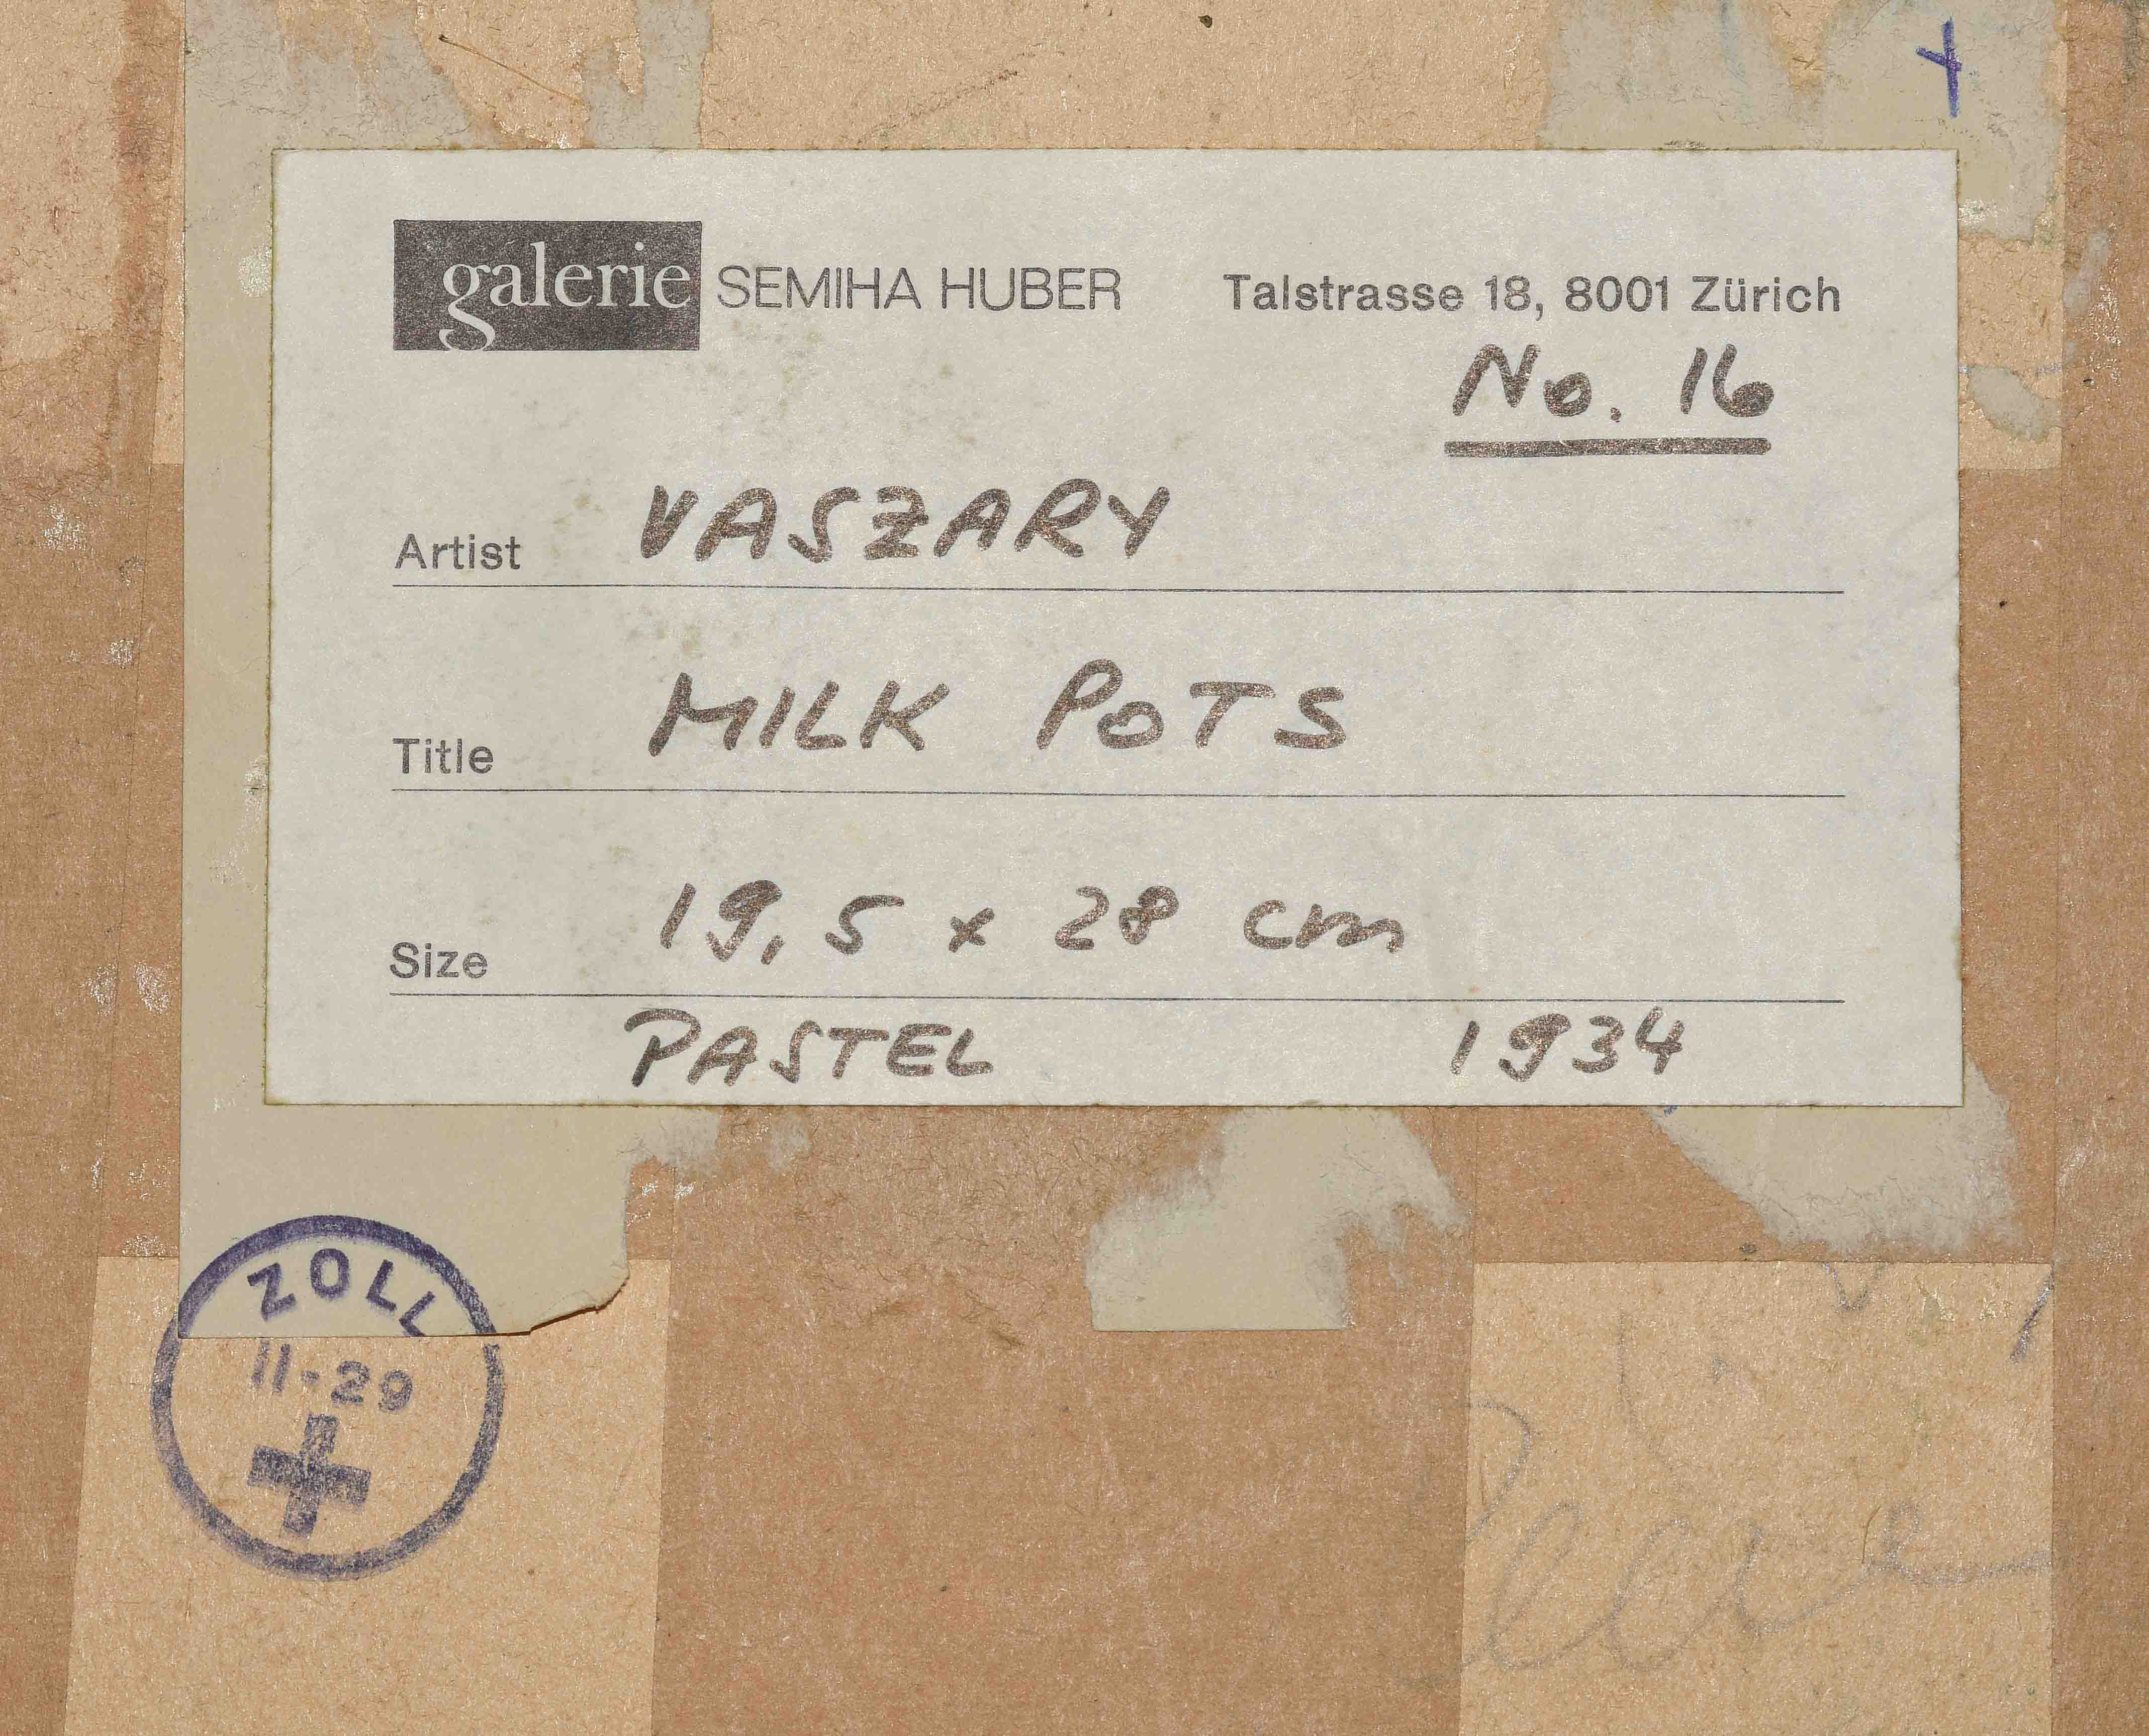 galerie SEMIHA HUBER Talstrasse 18, 8001 Zürich
No. 16
Artist VASZARY
Title MILK POTS
Size 19,5 x 28 cm
PASTEL 1934
ZOLL
11-29